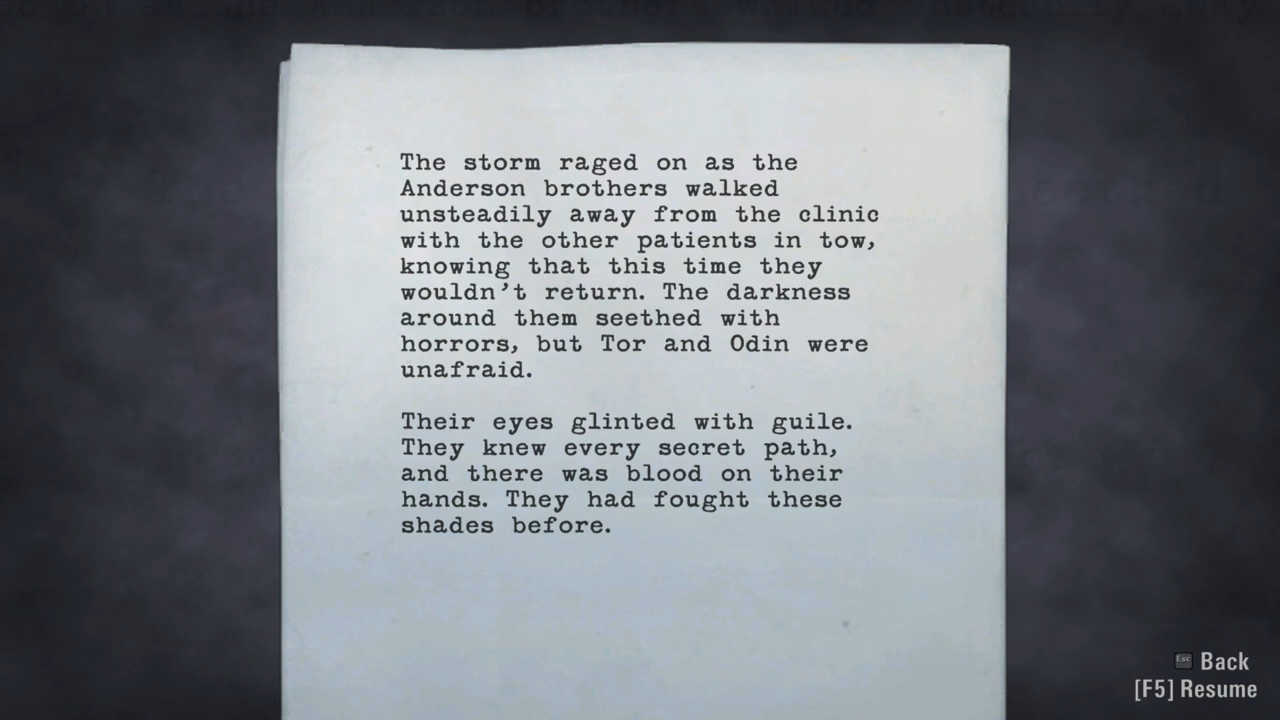 The storm raged on as the
Anderson brothers walked
unsteadily away from the clinic
with the other patients in tow,
knowing that this time they
wouldn't return. The darkness
around them seethed with
horrors, but Tor and Odin were
unafraid.
Their eyes glinted with guile.
They knew every secret path,
and there was blood on their
hands. They had fought these
shades before.
Esc Back
[F5] Resume